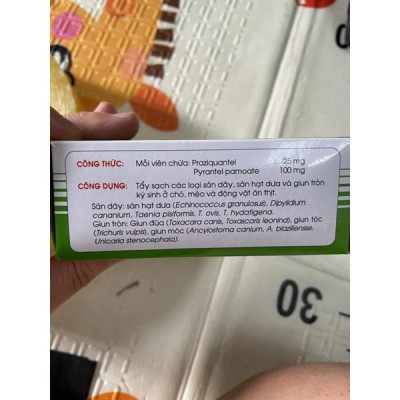 CÔNG THỨC: Mỗi viên chứa: Praziquantel 25 mg
Pyrantel pamoate 100 mg
CÔNG DỤNG: Tẩy sạch các loại sán dây, sán hạt dưa và giun tròn
ký sinh ở chó, mèo và động vật ăn thịt.
Sán dây: sán hạt dưa (Echinococcus granulosus), Dipylidium
cananium, Taenia pisiformis, T. ovis, T. hydatigena.
Giun tròn: Giun đũa (Toxacara canis, Toxascaris leonina), giun tóc
(Trichuris vulpis), giun móc (Ancylostoma canium, A. blaziliensse,
Unicaria stenocephala).
30